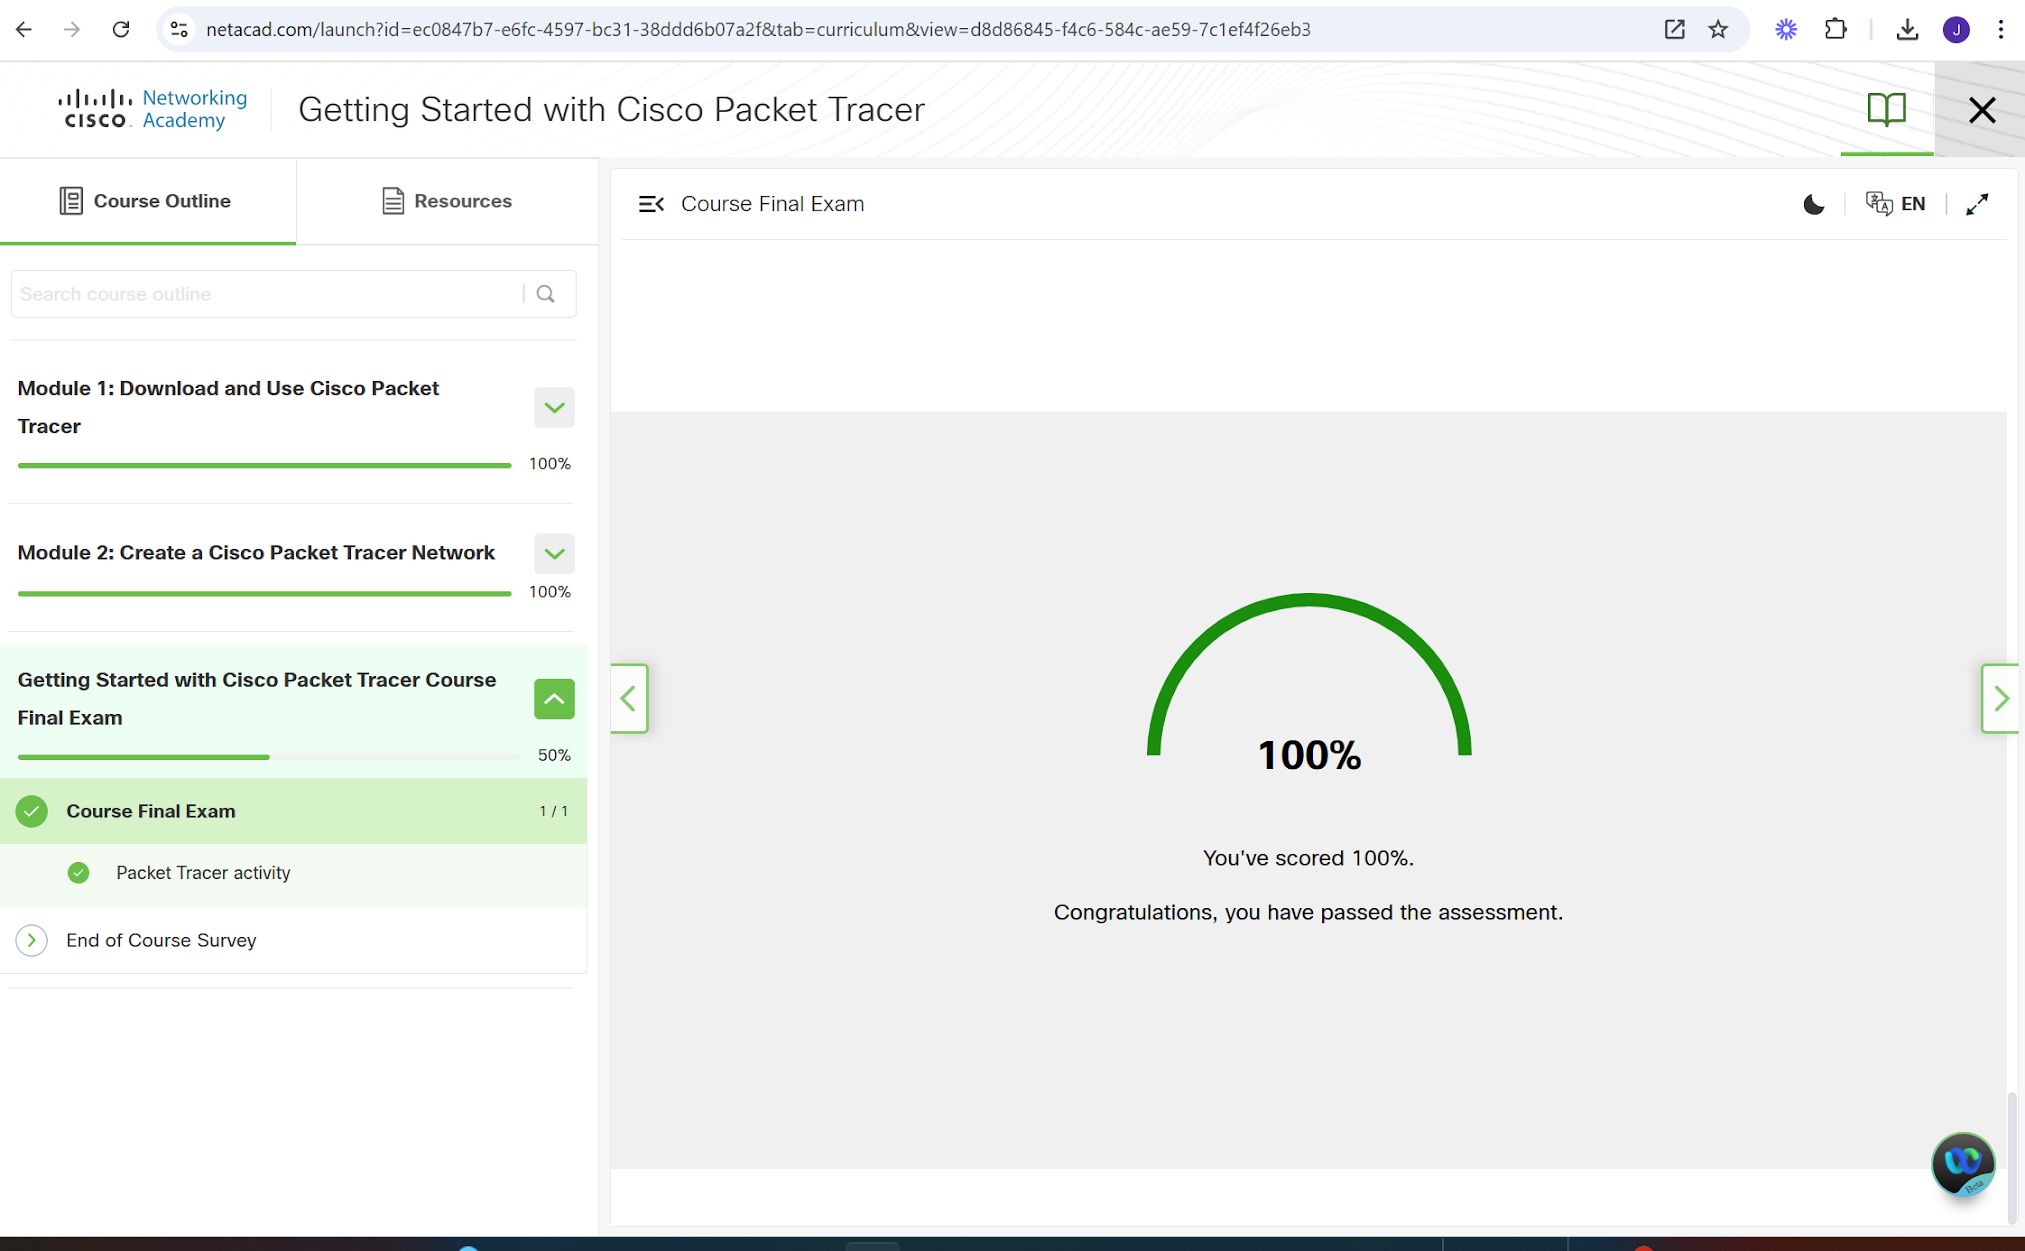 netacad.com/launch?id=ec0847b7-e6fc-4597-bc31-38ddd6b07a2f&tab=curriculum&view=d8d86845-f4c6-584c-ae59-7c1ef4f26eb3
J
cisco.
Networking
Academy
Getting Started with Cisco Packet Tracer
Course Outline
Resources
Search course outline
Module 1: Download and Use Cisco Packet
Tracer
100%
Module 2: Create a Cisco Packet Tracer Network
100%
Getting Started with Cisco Packet Tracer Course
Final Exam
50%
Course Final Exam
1 / 1
Packet Tracer activity
End of Course Survey
Course Final Exam
EN
100%
You've scored 100%.
Congratulations, you have passed the assessment.
Beta